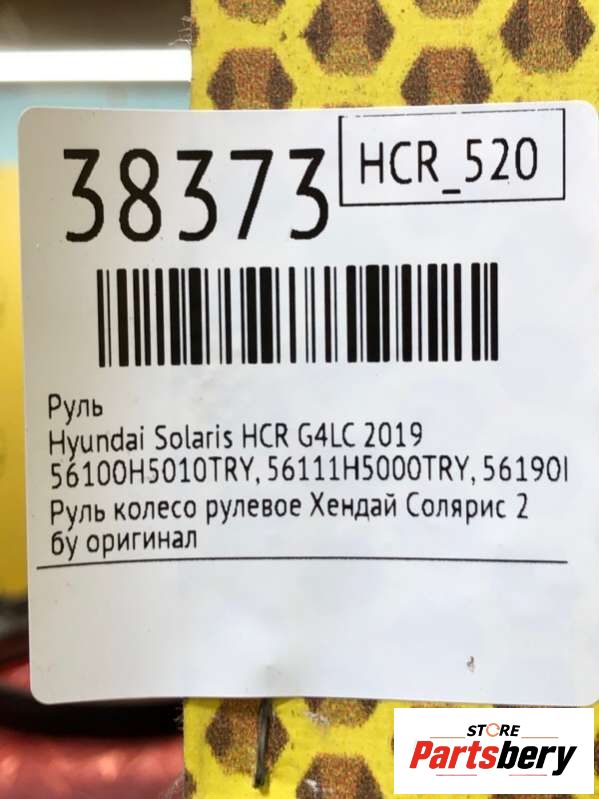 38373
HCR_520
Руль
Hyundai Solaris HCR G4LC 2019
56100H5010TRY, 56111H5000TRY, 56190
Руль колесо рулевое Хендай Солярис 2
бу оригинал
STORE
Partsbery